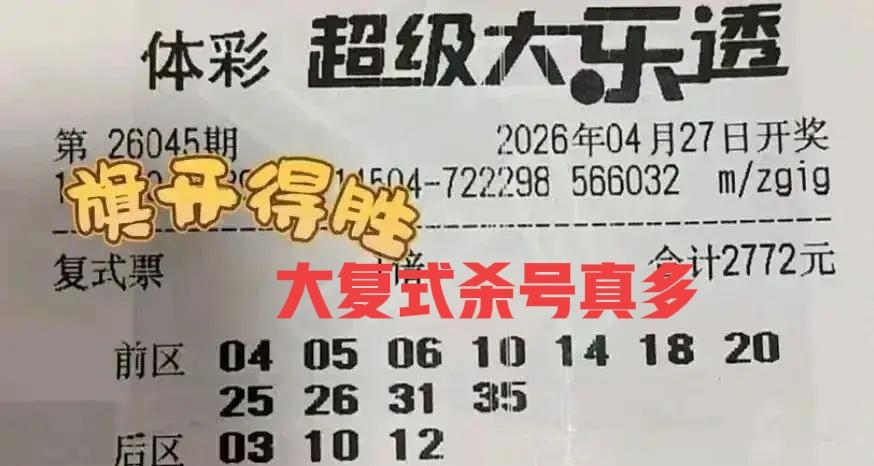 体彩 超级大乐透
第 26045期 2026年04月27日开奖
旗开得胜
504-722298 566032 m/zgig
复式票 倍 合计2772元
大复式杀号真多
前区 04 05 06 10 14 18 20
25 26 31 35
后区 03 10 12